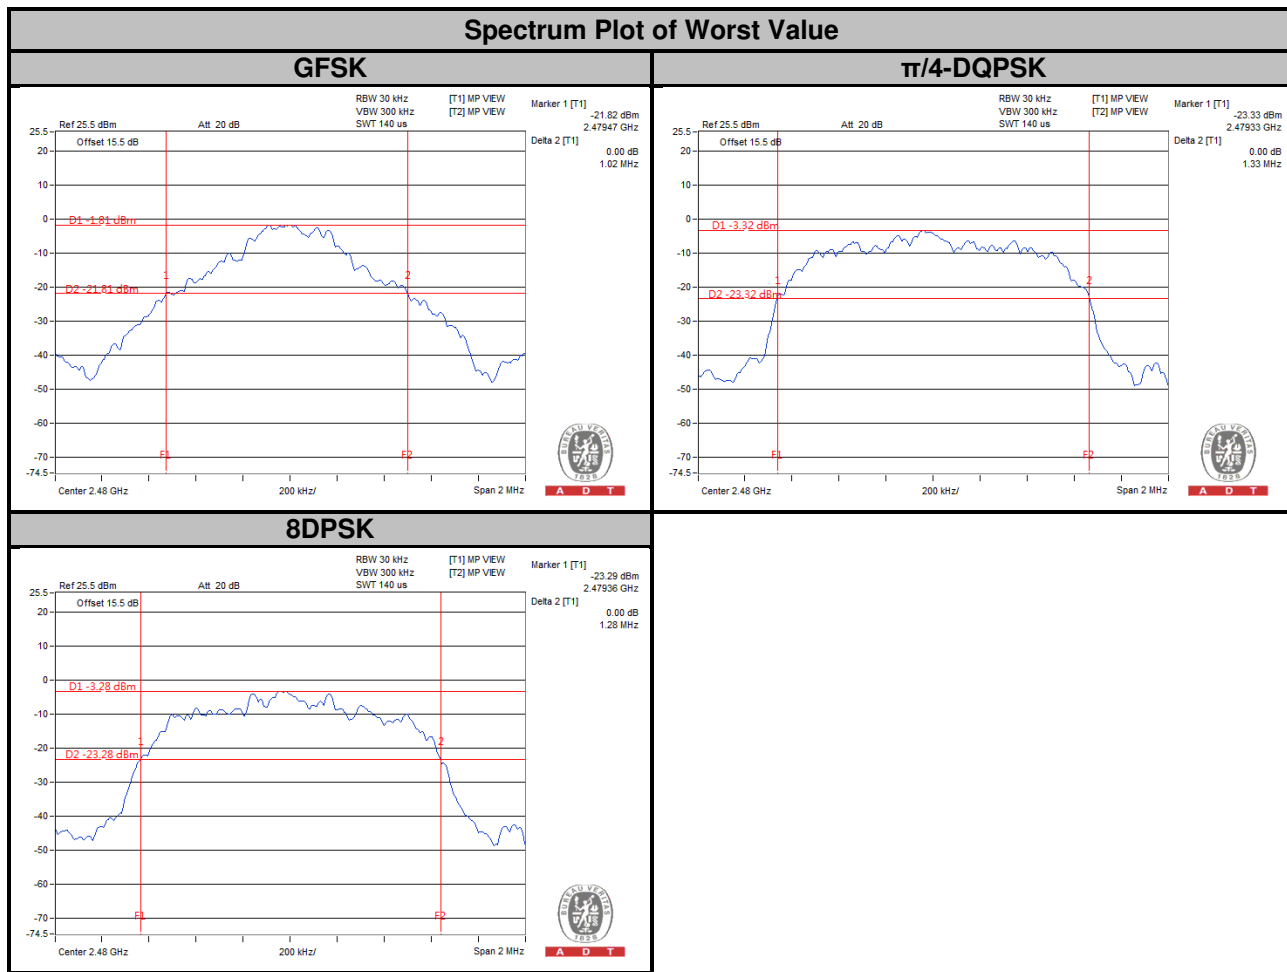 Spectrum Plot of Worst Value
GFSK
RBW 30 kHz [T1] MP VIEW
VBW 300 kHz [T2] MP VIEW
Ref 25.5 dBm Att 20 dB SWT 140 us
Marker 1 [T1]
-21.82 dBm
2.47947 GHz
Delta 2 [T1]
0.00 dB
1.02 MHz
25.5
Offset 15.5 dB
20
10
0
D1 -1.81 dBm
-10
1
2
-20
D2 -21.81 dBm
-30
-40
-50
-60
-70
F1
F2
-74.5
Center 2.48 GHz 200 kHz/ Span 2 MHz
BUREAU VERITAS
1828
A D T
π/4-DQPSK
RBW 30 kHz [T1] MP VIEW
VBW 300 kHz [T2] MP VIEW
Ref 25.5 dBm Att 20 dB SWT 140 us
Marker 1 [T1]
-23.33 dBm
2.47933 GHz
Delta 2 [T1]
0.00 dB
1.33 MHz
25.5
Offset 15.5 dB
20
10
0
D1 -3.32 dBm
-10
1
2
-20
D2 -23.32 dBm
-30
-40
-50
-60
-70
F1
F2
-74.5
Center 2.48 GHz 200 kHz/ Span 2 MHz
BUREAU VERITAS
1828
A D T
8DPSK
RBW 30 kHz [T1] MP VIEW
VBW 300 kHz [T2] MP VIEW
Ref 25.5 dBm Att 20 dB SWT 140 us
Marker 1 [T1]
-23.29 dBm
2.47936 GHz
Delta 2 [T1]
0.00 dB
1.28 MHz
25.5
Offset 15.5 dB
20
10
0
D1 -3.28 dBm
-10
1
2
-20
D2 -23.28 dBm
-30
-40
-50
-60
-70
F1
F2
-74.5
Center 2.48 GHz 200 kHz/ Span 2 MHz
BUREAU VERITAS
1828
A D T